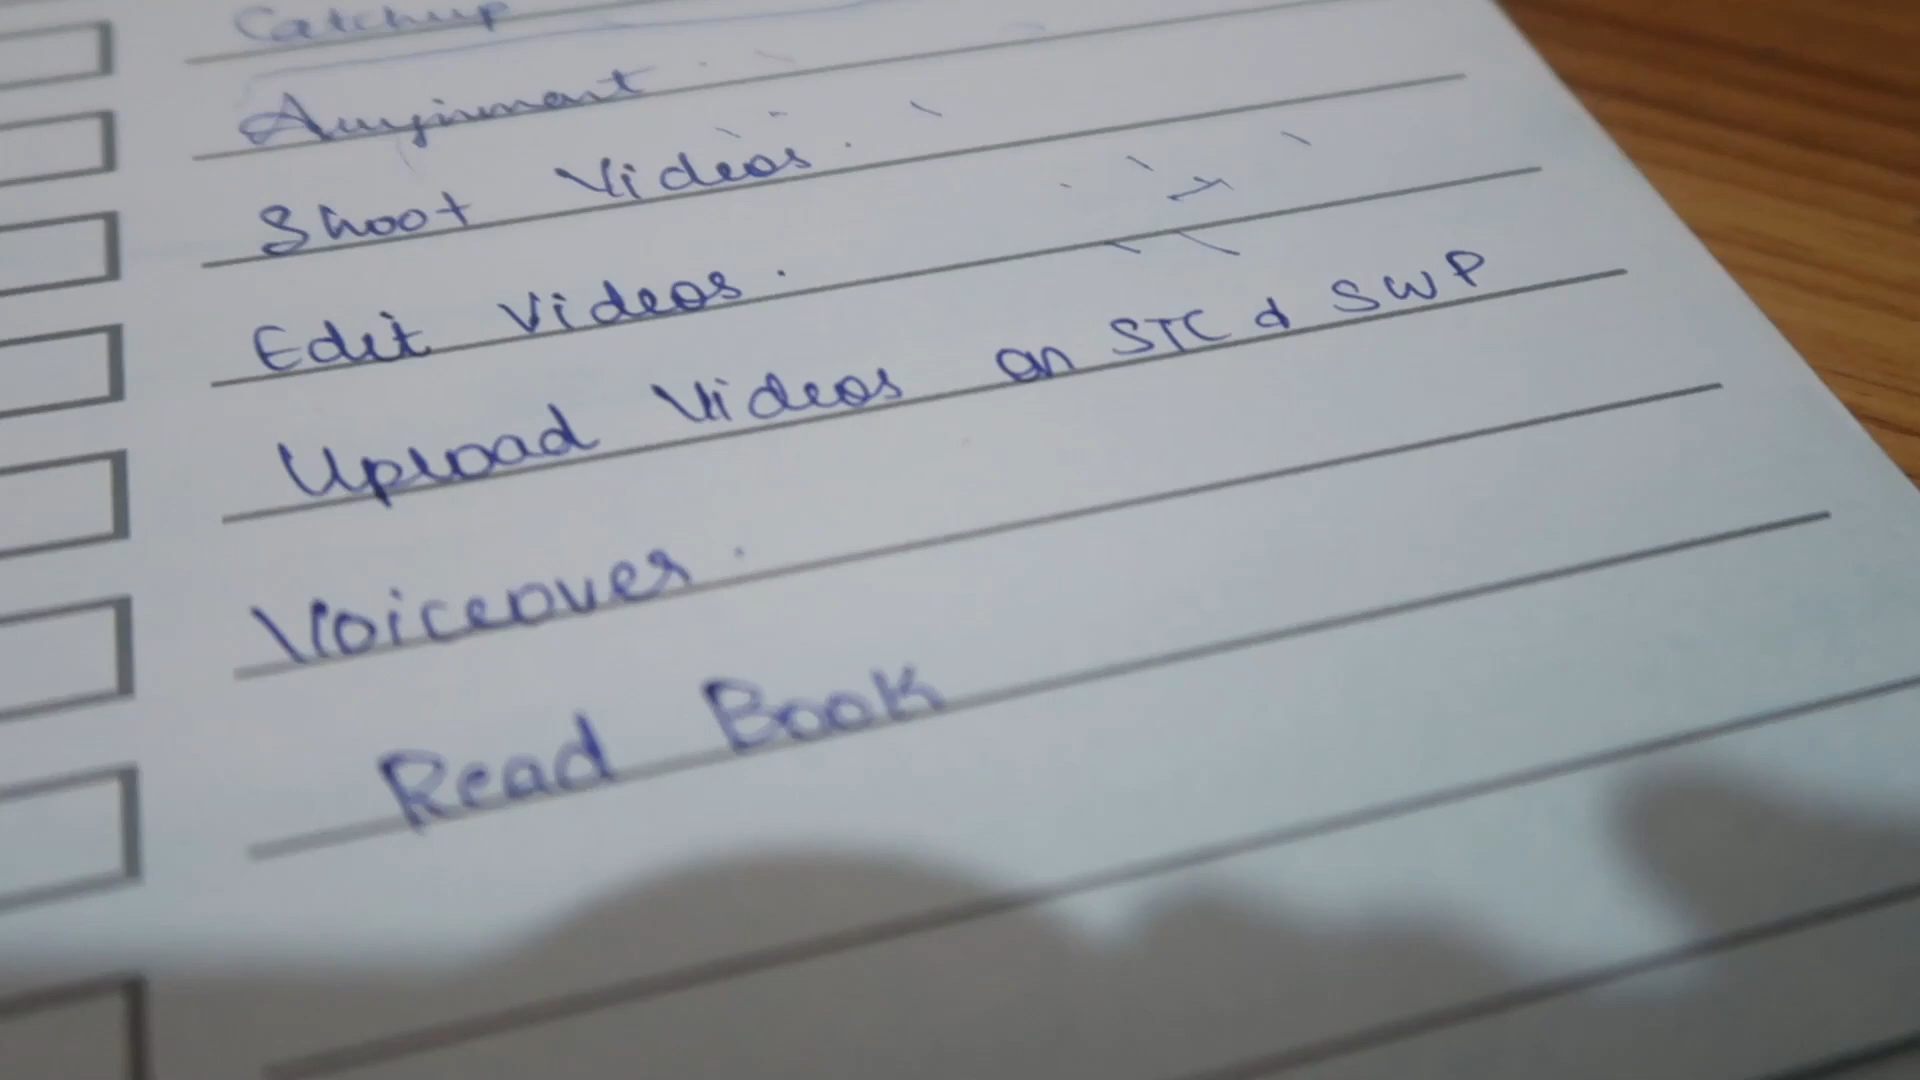 Catchup
Assignment.
Shoot Videos.
Edit Videos.
Upload Videos on STC & SWP
Voiceover.
Read Book